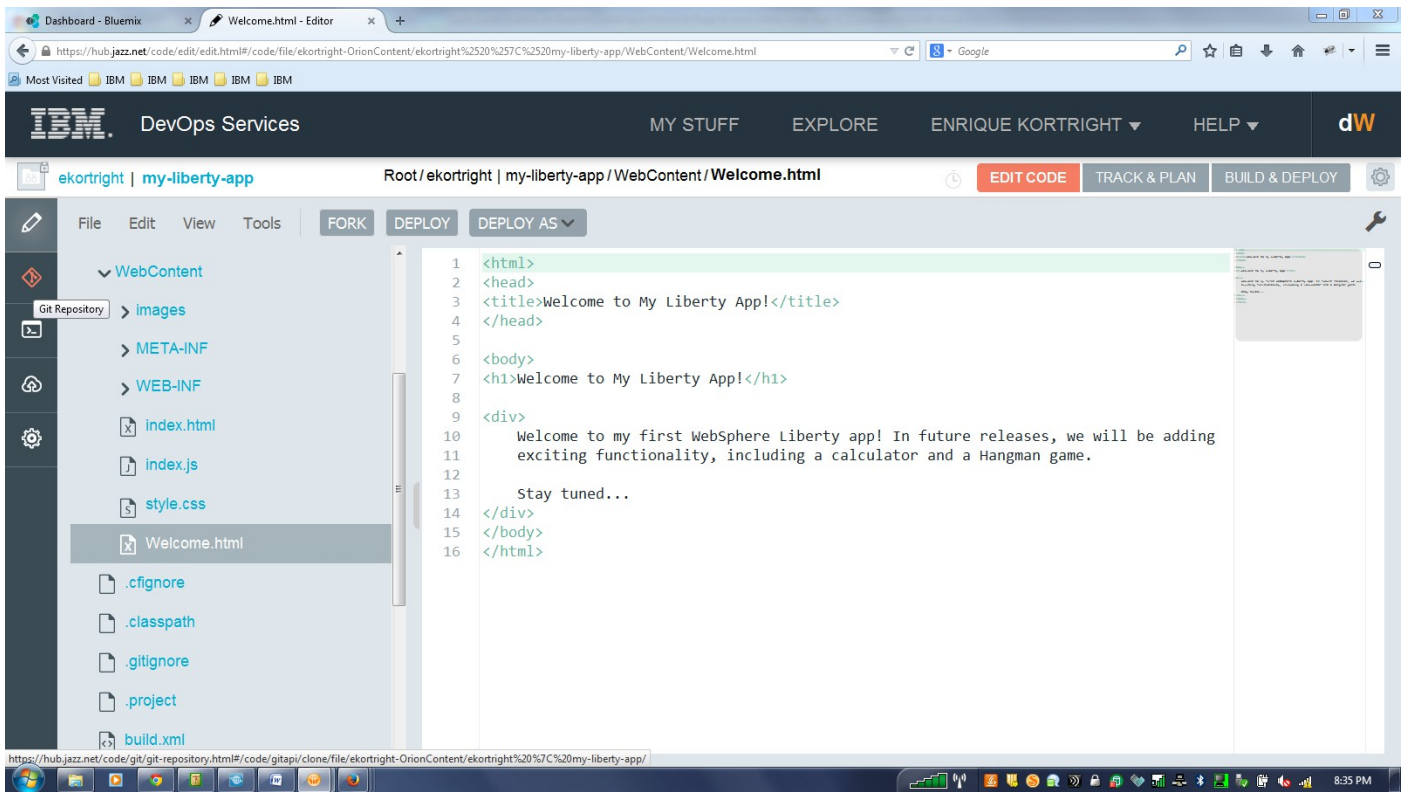 Dashboard - Bluemix × Welcome.html - Editor × +
https://hub.jazz.net/code/edit/edit.html#/code/file/ekortright-OrionContent/ekortright%2520%257C%2520my-liberty-app/WebContent/Welcome.html 8 - Google
Most Visited IBM IBM IBM IBM IBM
IBM. DevOps Services MY STUFF EXPLORE ENRIQUE KORTRIGHT HELP dW
ekortright | my-liberty-app Root / ekortright | my-liberty-app / WebContent / Welcome.html EDIT CODE TRACK & PLAN BUILD & DEPLOY
File Edit View Tools FORK DEPLOY DEPLOY AS
WebContent
Git Repository
images
META-INF
WEB-INF
index.html
index.js
style.css
Welcome.html
.cfignore
.classpath
.gitignore
.project
build.xml
1 <html>
2 <head>
3 <title>Welcome to My Liberty App!</title>
4 </head>
5
6 <body>
7 <h1>Welcome to My Liberty App!</h1>
8
9 <div>
10 Welcome to my first WebSphere Liberty app! In future releases, we will be adding
11 exciting functionality, including a calculator and a Hangman game.
12
13 Stay tuned...
14 </div>
15 </body>
16 </html>
https://hub.jazz.net/code/git/git-repository.html#/code/gitapi/clone/file/ekortright-OrionContent/ekortright%20%7C%20my-liberty-app/
8:35 PM